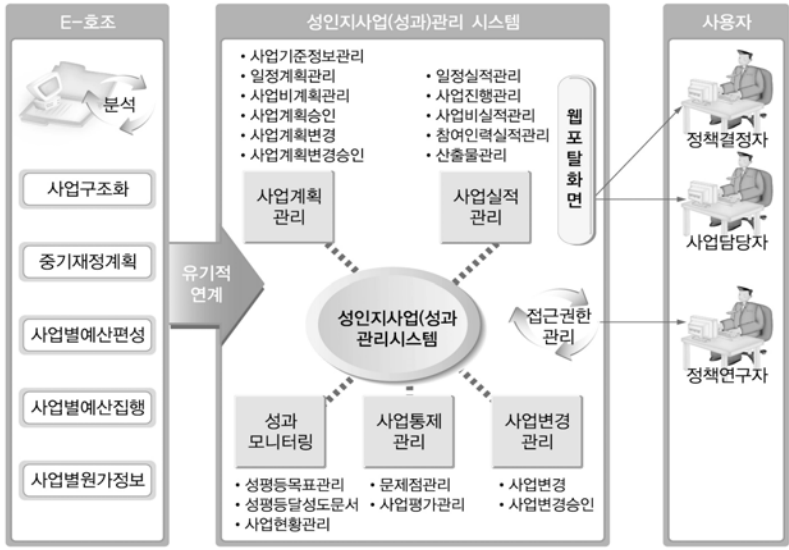 E-호조
분석
사업구조화
중기재정계획
사업별예산편성
사업별예산집행
사업별원가정보
유기적
연계
성인지사업(성과)관리 시스템
• 사업기준정보관리
• 일정계획관리
• 사업비계획관리
• 사업계획승인
• 사업계획변경
• 사업계획변경승인
• 일정실적관리
• 사업진행관리
• 사업비실적관리
• 참여인력실적관리
• 산출물관리
사업계획
관리
사업실적
관리
웹포탈화면
성인지사업(성과
관리시스템
접근권한
관리
성과
모니터링
사업통제
관리
사업변경
관리
• 성평등목표관리
• 성평등달성도문서
• 사업현황관리
• 문제점관리
• 사업평가관리
• 사업변경
• 사업변경승인
사용자
정책결정자
사업담당자
정책연구자